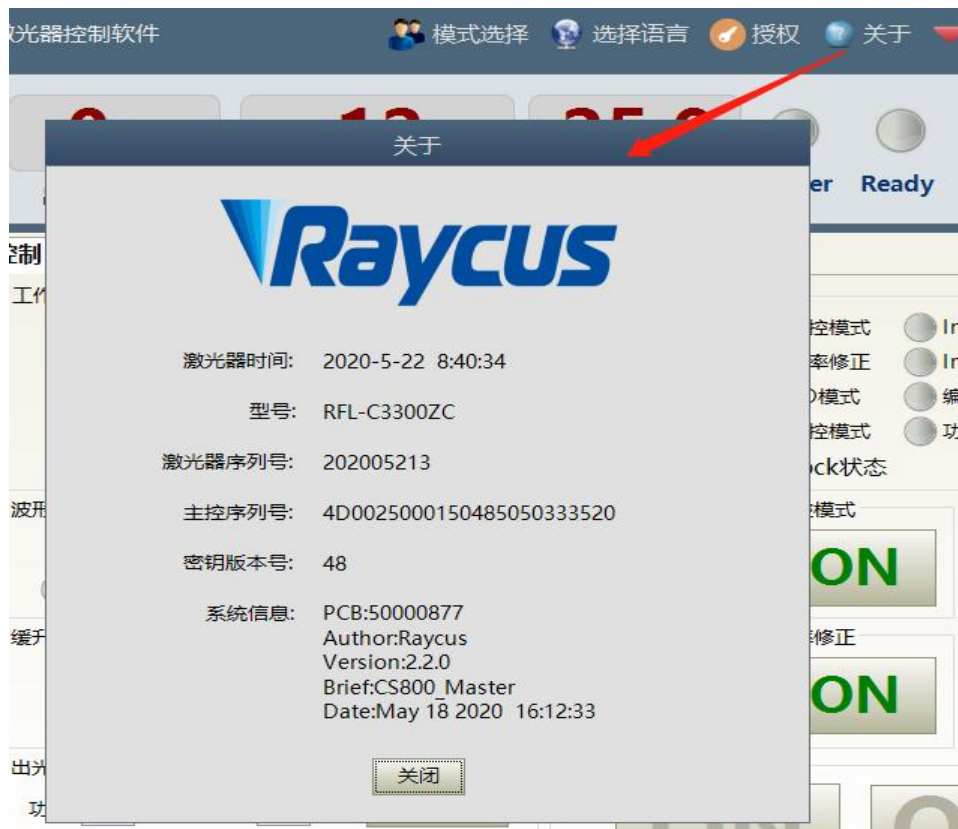 光器控制软件
模式选择
选择语言
授权
关于
关于
er
Ready
Raycus
激光器时间: 2020-5-22 8:40:34
型号: RFL-C3300ZC
激光器序列号: 202005213
主控序列号: 4D0025000150485050333520
密钥版本号: 48
系统信息: PCB:50000877
Author:Raycus
Version:2.2.0
Brief:CS800_Master
Date:May 18 2020 16:12:33
关闭
控模式
率修正
模式
控模式
ck状态
模式
ON
修正
ON
波形
缓升
出光
功